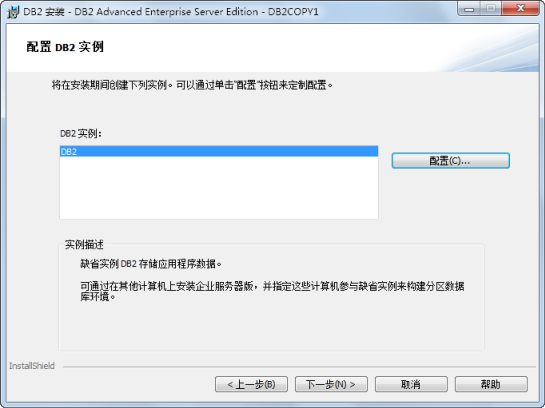 DB2 安装 - DB2 Advanced Enterprise Server Edition - DB2COPY1
配置 DB2 实例
将在安装期间创建下列实例。可以通过单击“配置”按钮来定制配置。
DB2 实例:
DB2
配置(C)...
实例描述
缺省实例 DB2 存储应用程序数据。
可通过在其他计算机上安装企业服务器版，并指定这些计算机参与缺省实例来构建分区数据
库环境。
InstallShield
< 上一步(B)
下一步(N) >
取消
帮助